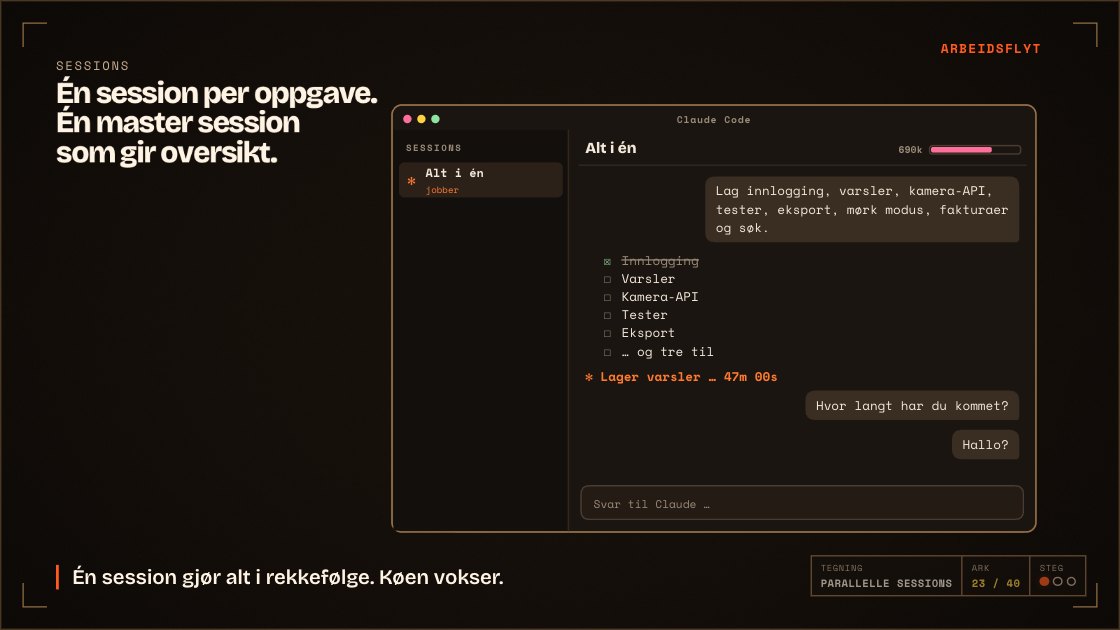 ARBEIDSFLYT
SESSIONS
Én session per oppgave.
Én master session
som gir oversikt.
Claude Code
SESSIONS
Alt i én
jobber
Alt i én
690k
Lag innlogging, varsler, kamera-API,
tester, eksport, mørk modus, fakturaer
og søk.
☒ Innlogging
☐ Varsler
☐ Kamera-API
☐ Tester
☐ Eksport
☐ … og tre til
✻ Lager varsler … 47m 00s
Hvor langt har du kommet?
Hallo?
Svar til Claude …
Én session gjør alt i rekkefølge. Køen vokser.
TEGNING
PARALLELLE SESSIONS
ARK
23 / 40
STEG